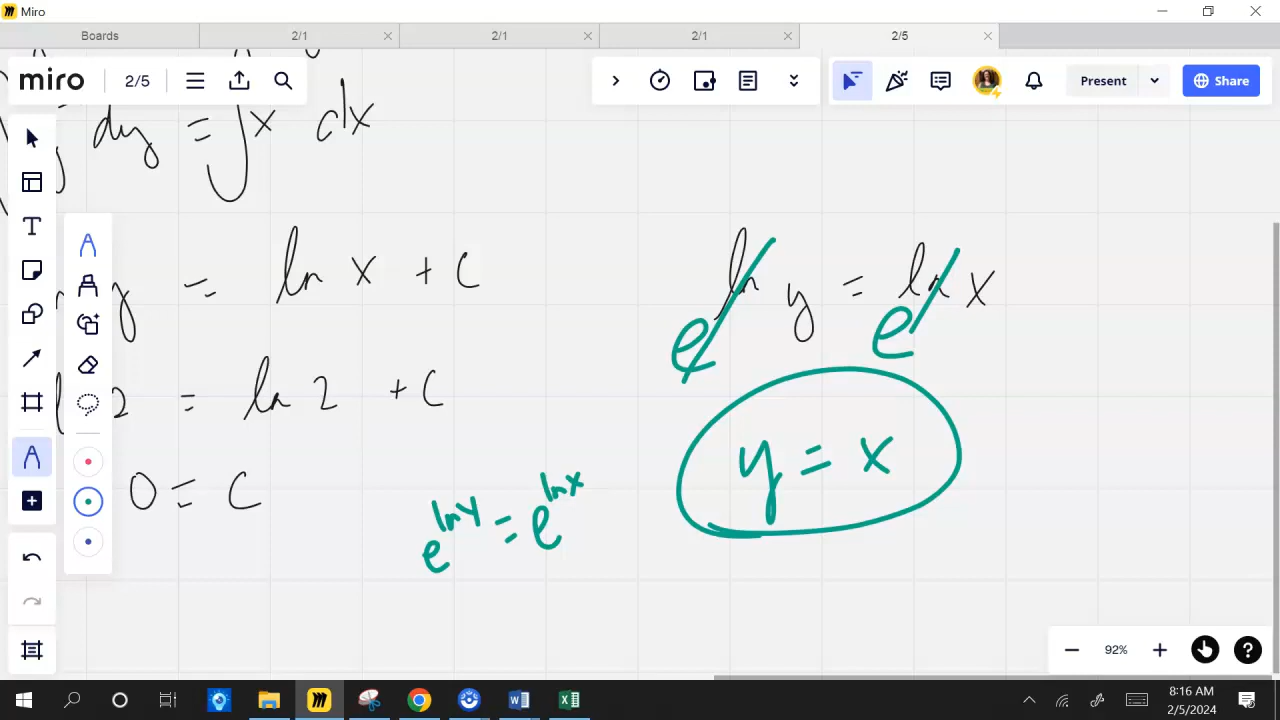 Miro
Boards
2/1
2/1
2/1
2/5
miro
2/5
Present
Share
dy = ∫x dx
y = ln x + C
ln y = ln x
e e
2 = ln 2 + C
y = x
0 = C
e^ln y = e^ln x
92%
8:16 AM
2/5/2024